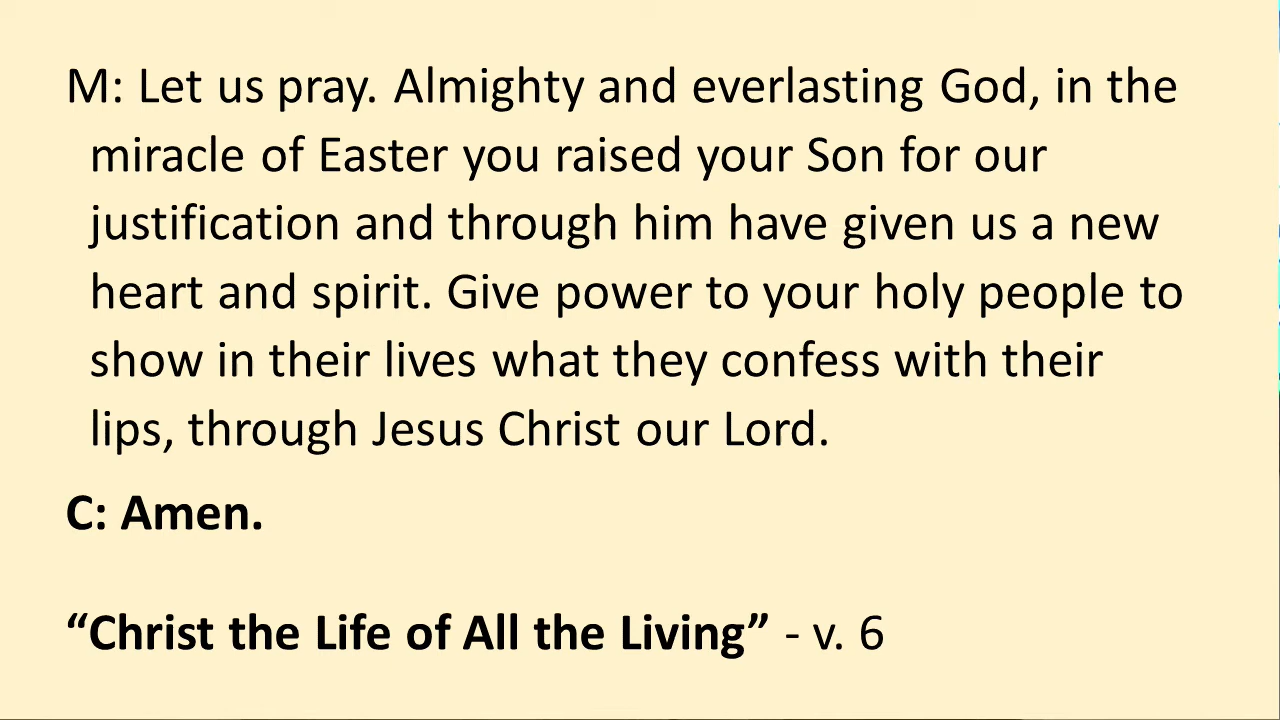 M: Let us pray. Almighty and everlasting God, in the
miracle of Easter you raised your Son for our
justification and through him have given us a new
heart and spirit. Give power to your holy people to
show in their lives what they confess with their
lips, through Jesus Christ our Lord.
C: Amen.
“Christ the Life of All the Living” - v. 6